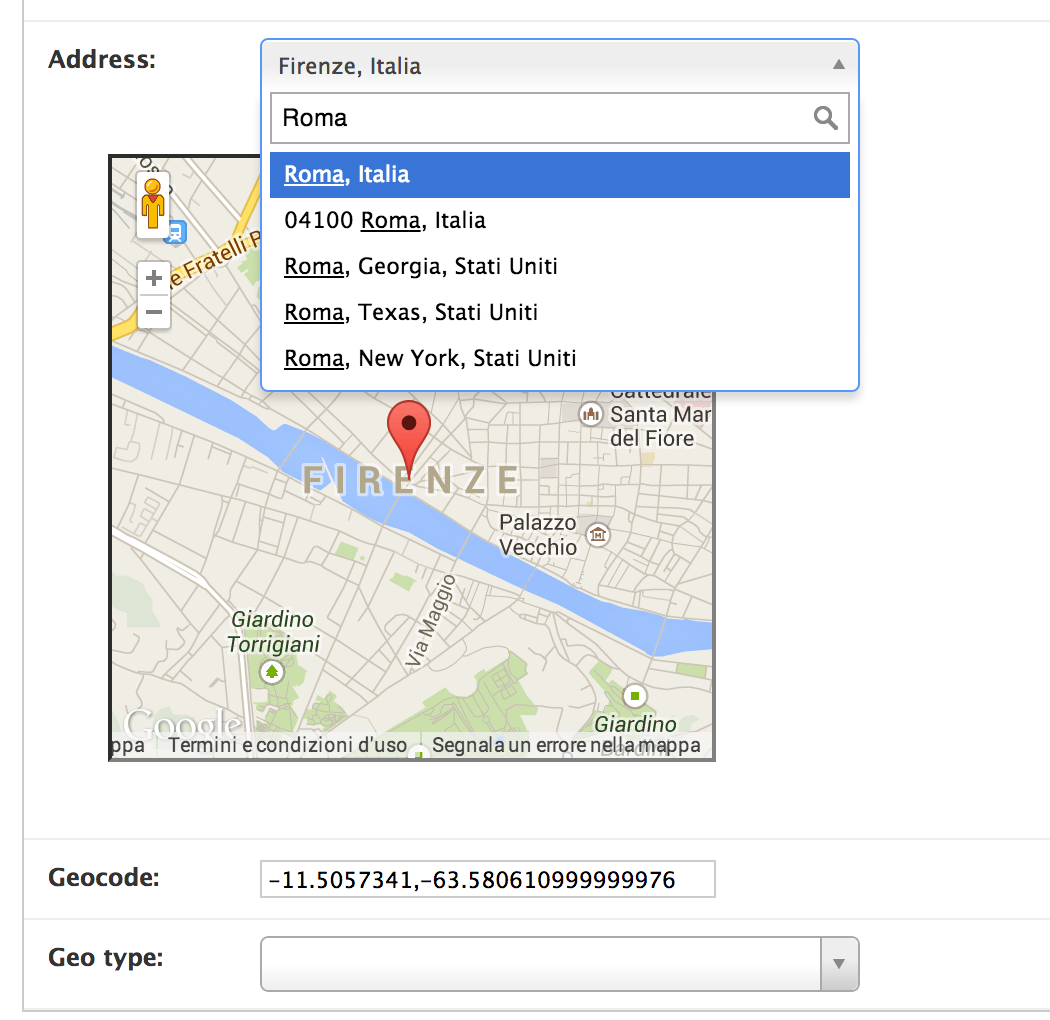 Address:
Firenze, Italia
Roma
Roma, Italia
04100 Roma, Italia
Roma, Georgia, Stati Uniti
Roma, Texas, Stati Uniti
Roma, New York, Stati Uniti
e Fratelli
+
−
Santa Mar
del Fiore
FIRENZE
Palazzo
Vecchio
Via Maggio
Giardino
Torrigiani
Giardino
Google
ppa Termini e condizioni d'uso Segnala un errore nella mappa
Geocode:
-11.5057341,-63.580610999999976
Geo type: